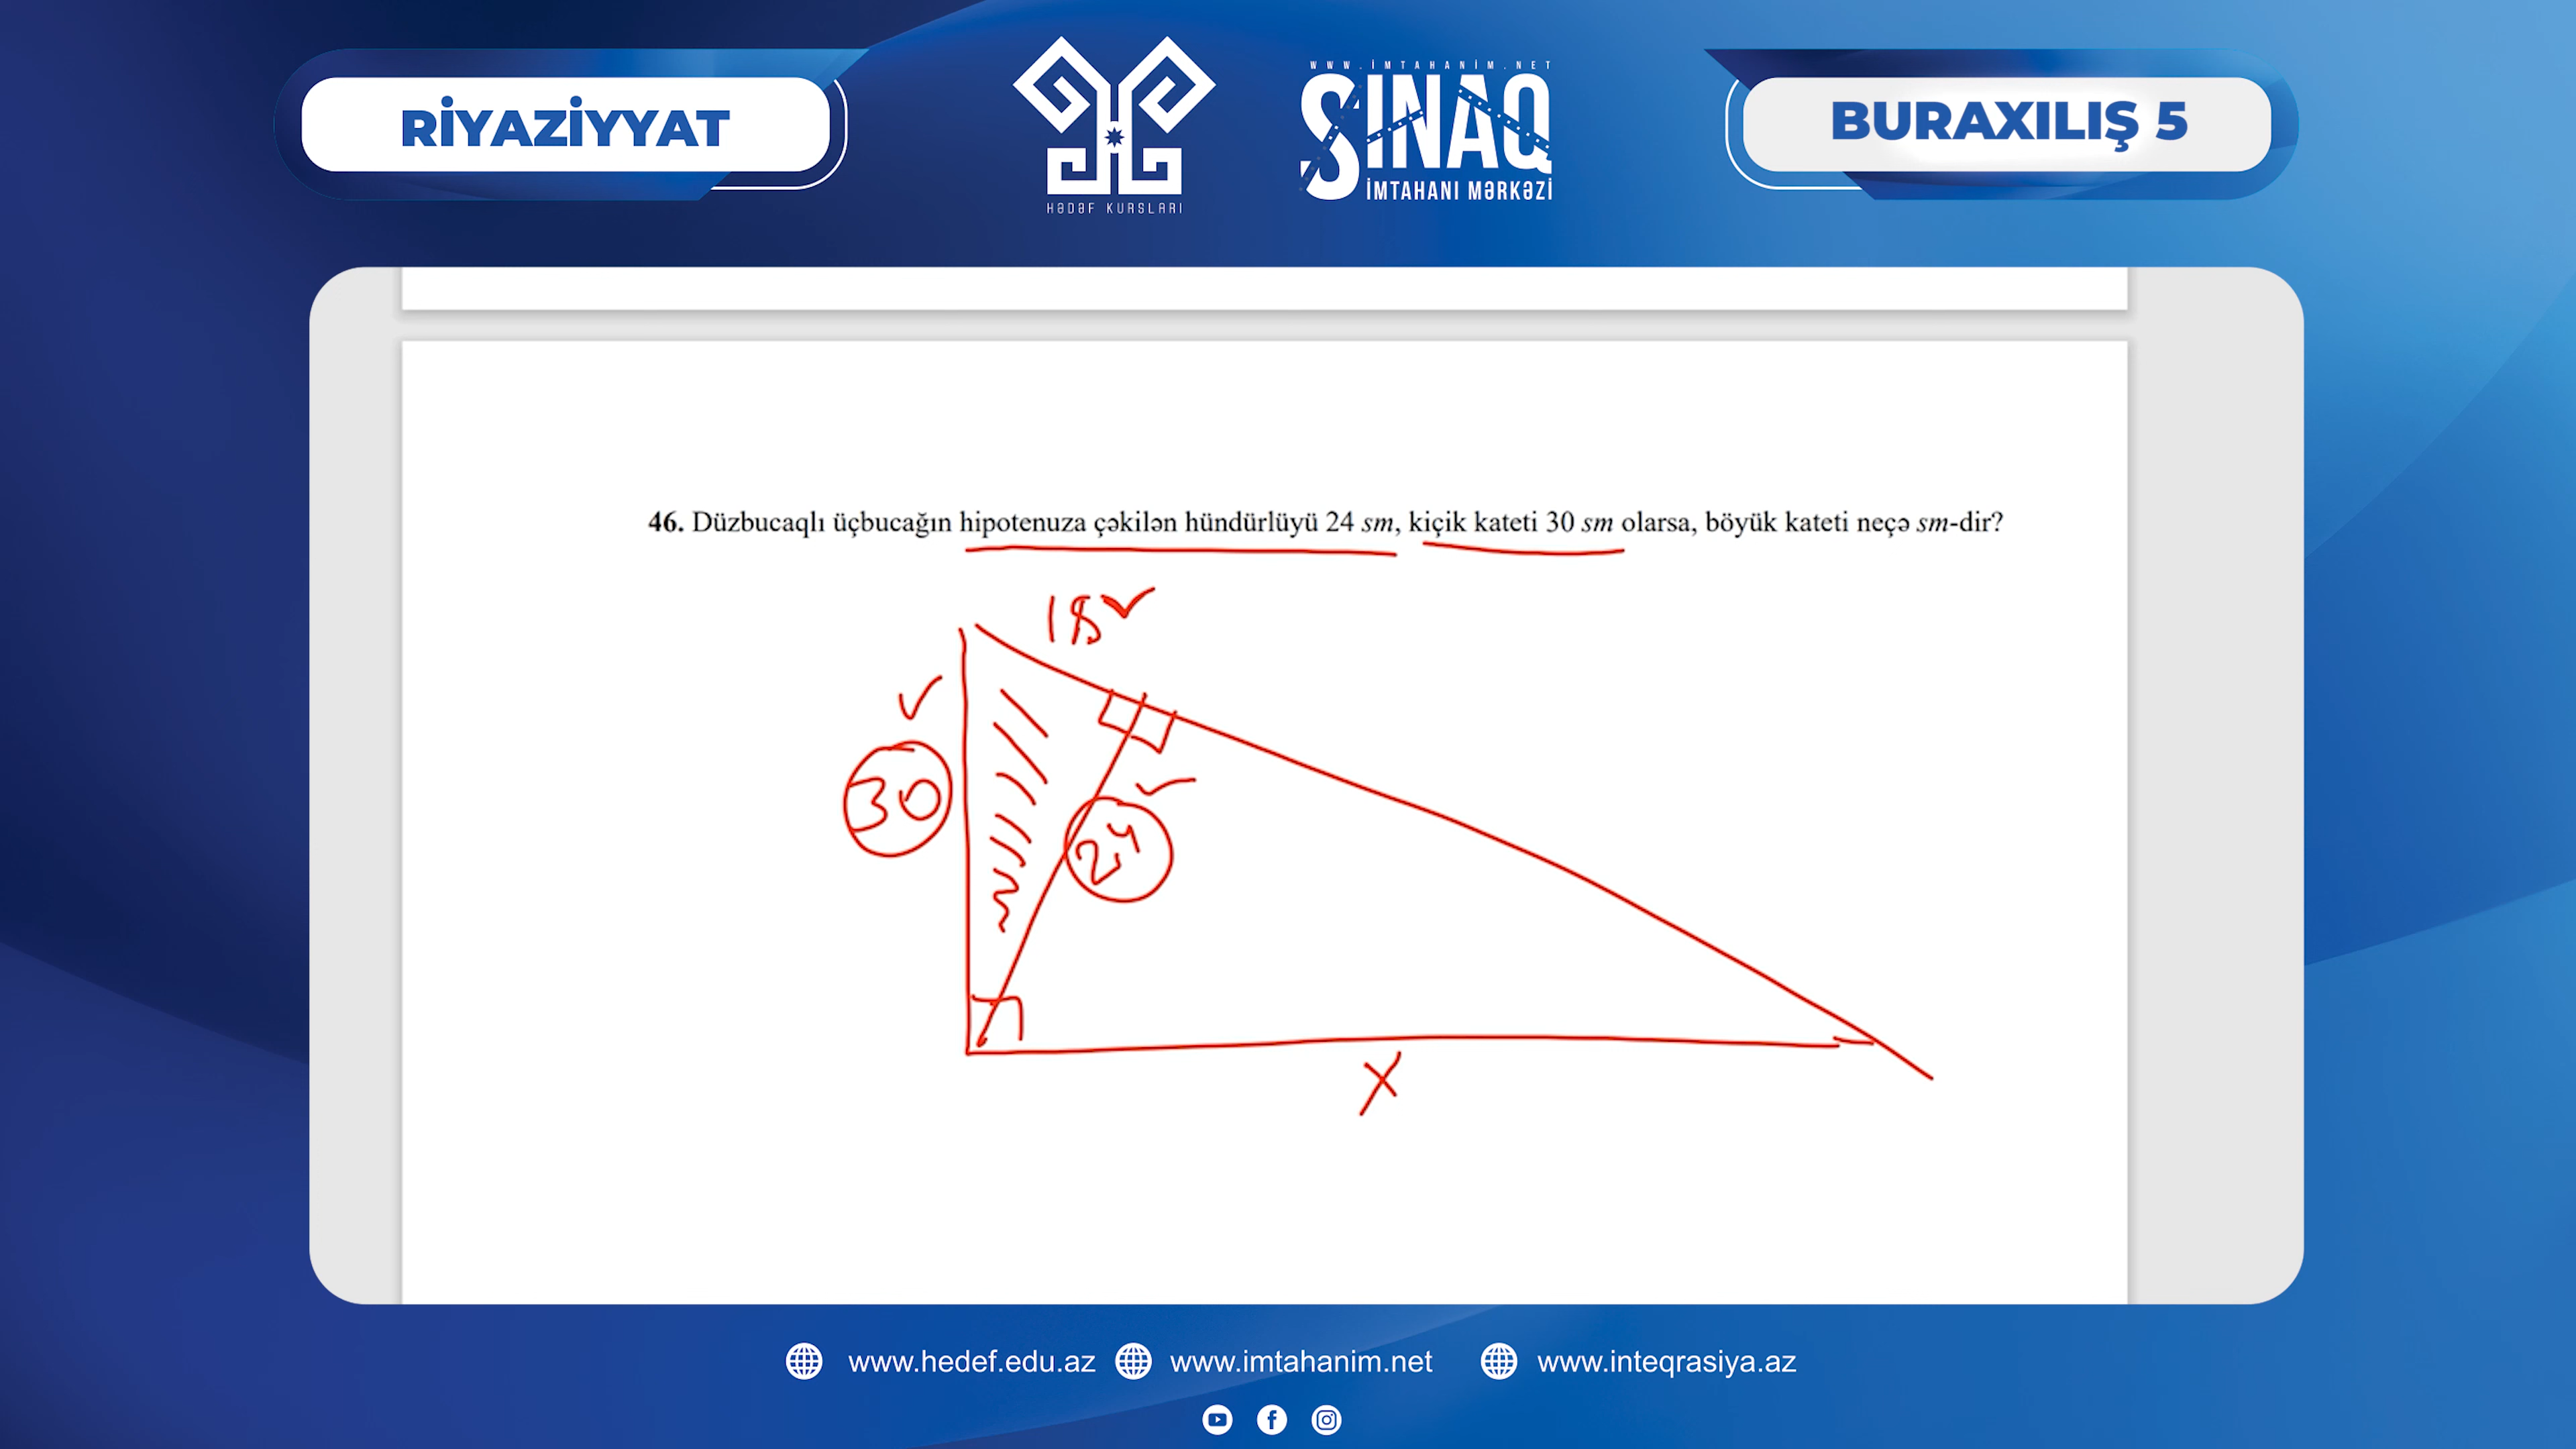 RİYAZİYYAT
HƏDƏF KURSLARI
WWW.İMTAHANİM.NET
SINAQ
İMTAHANI MƏRKƏZİ
BURAXILIŞ 5
46. Düzbucaqlı üçbucağın hipotenuza çəkilən hündürlüyü 24 sm, kiçik kateti 30 sm olarsa, böyük kateti neçə sm-dir?
18
30
24
x
www.hedef.edu.az www.imtahanim.net www.inteqrasiya.az